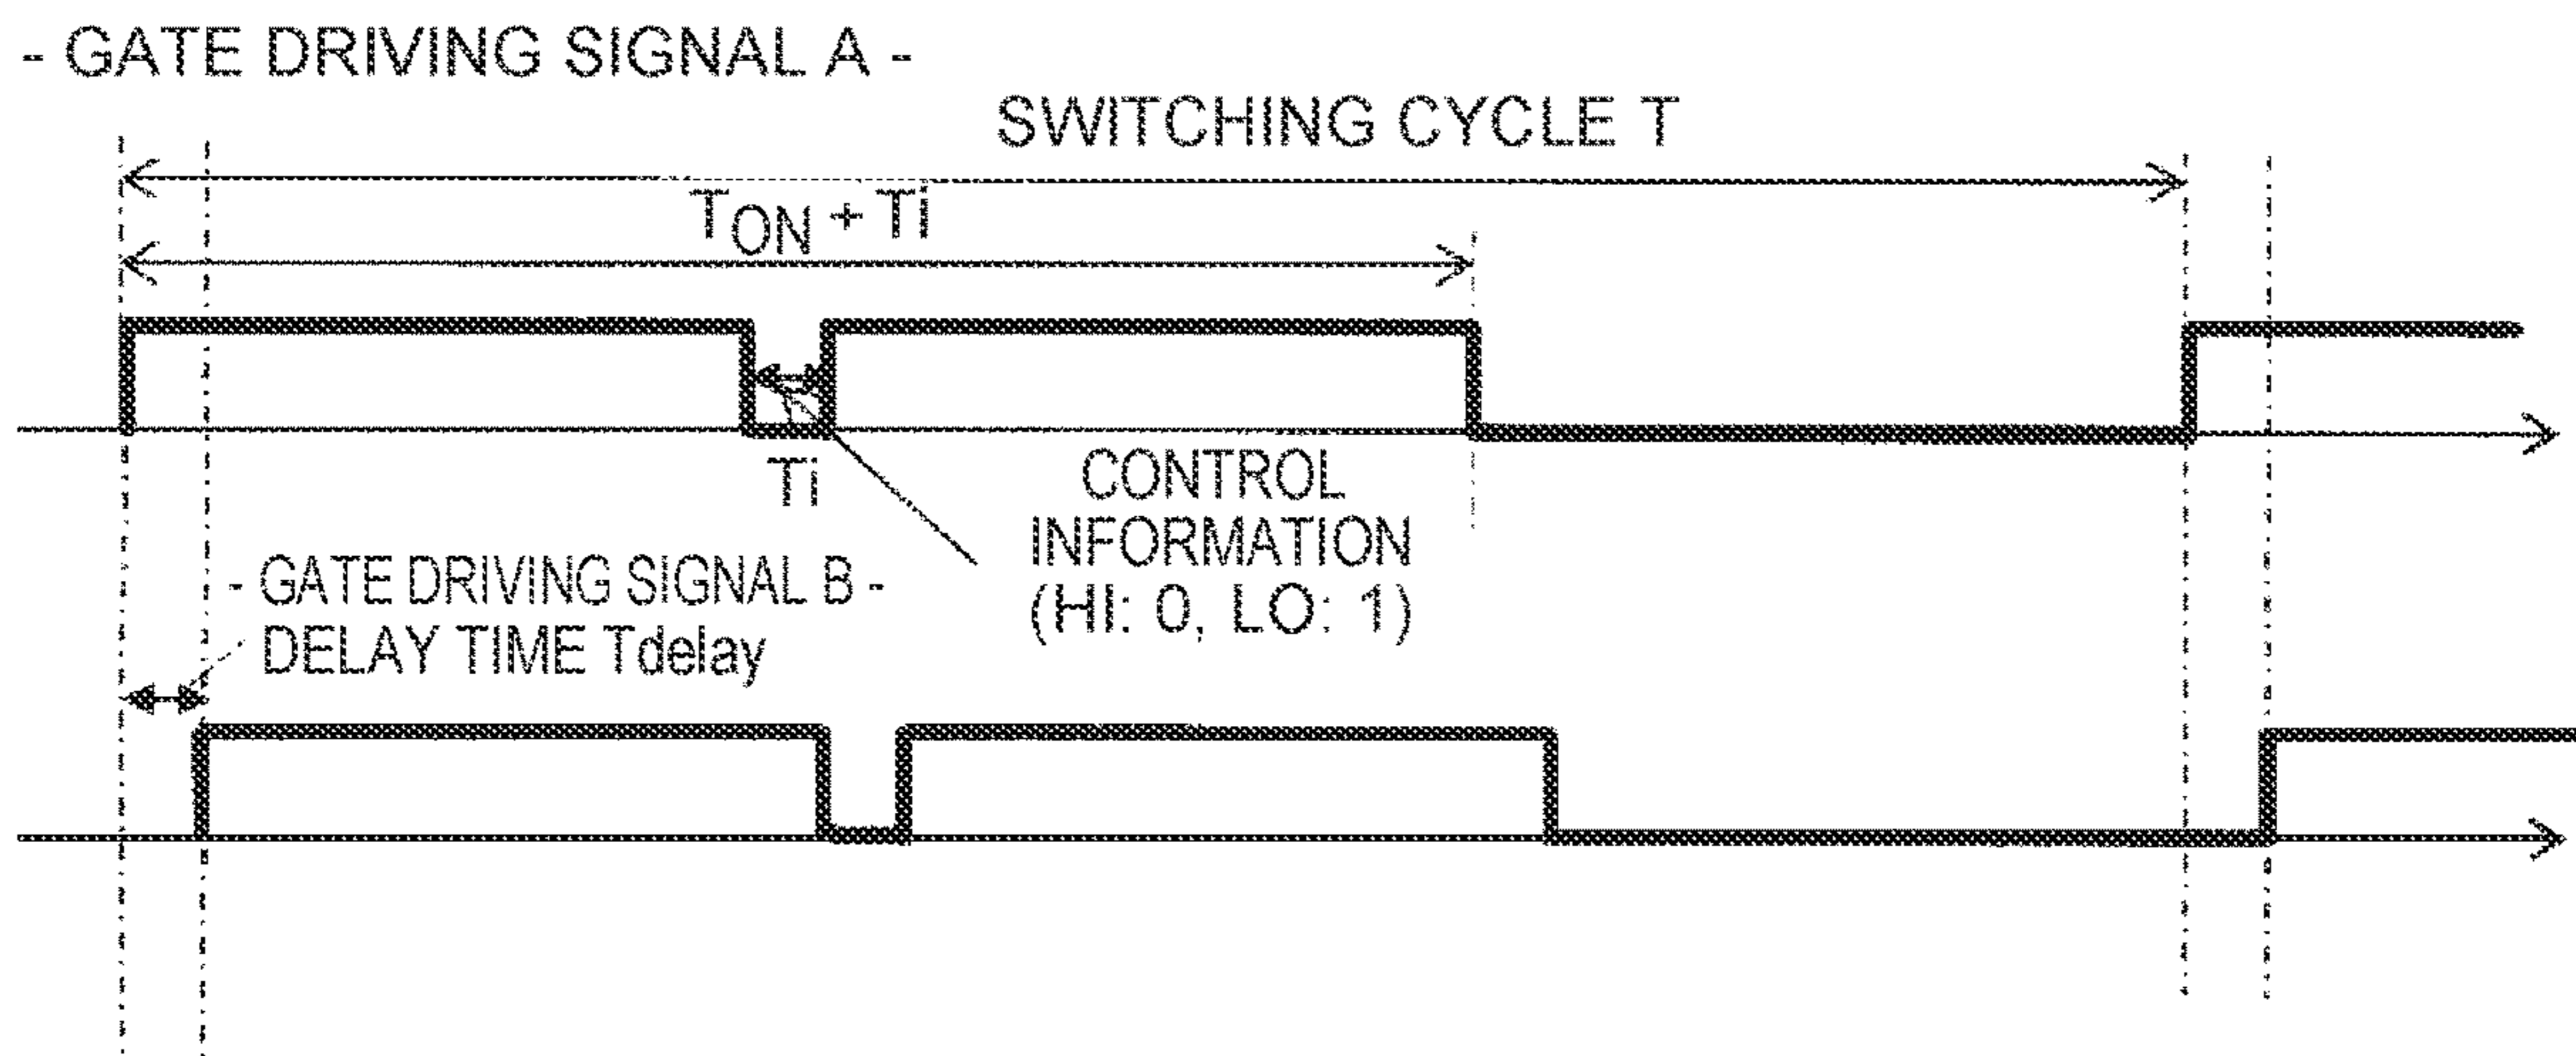 - GATE DRIVING SIGNAL A -
SWITCHING CYCLE T
TON + Ti
Ti
CONTROL
INFORMATION
(HI: 0, LO: 1)
- GATE DRIVING SIGNAL B -
DELAY TIME Tdelay